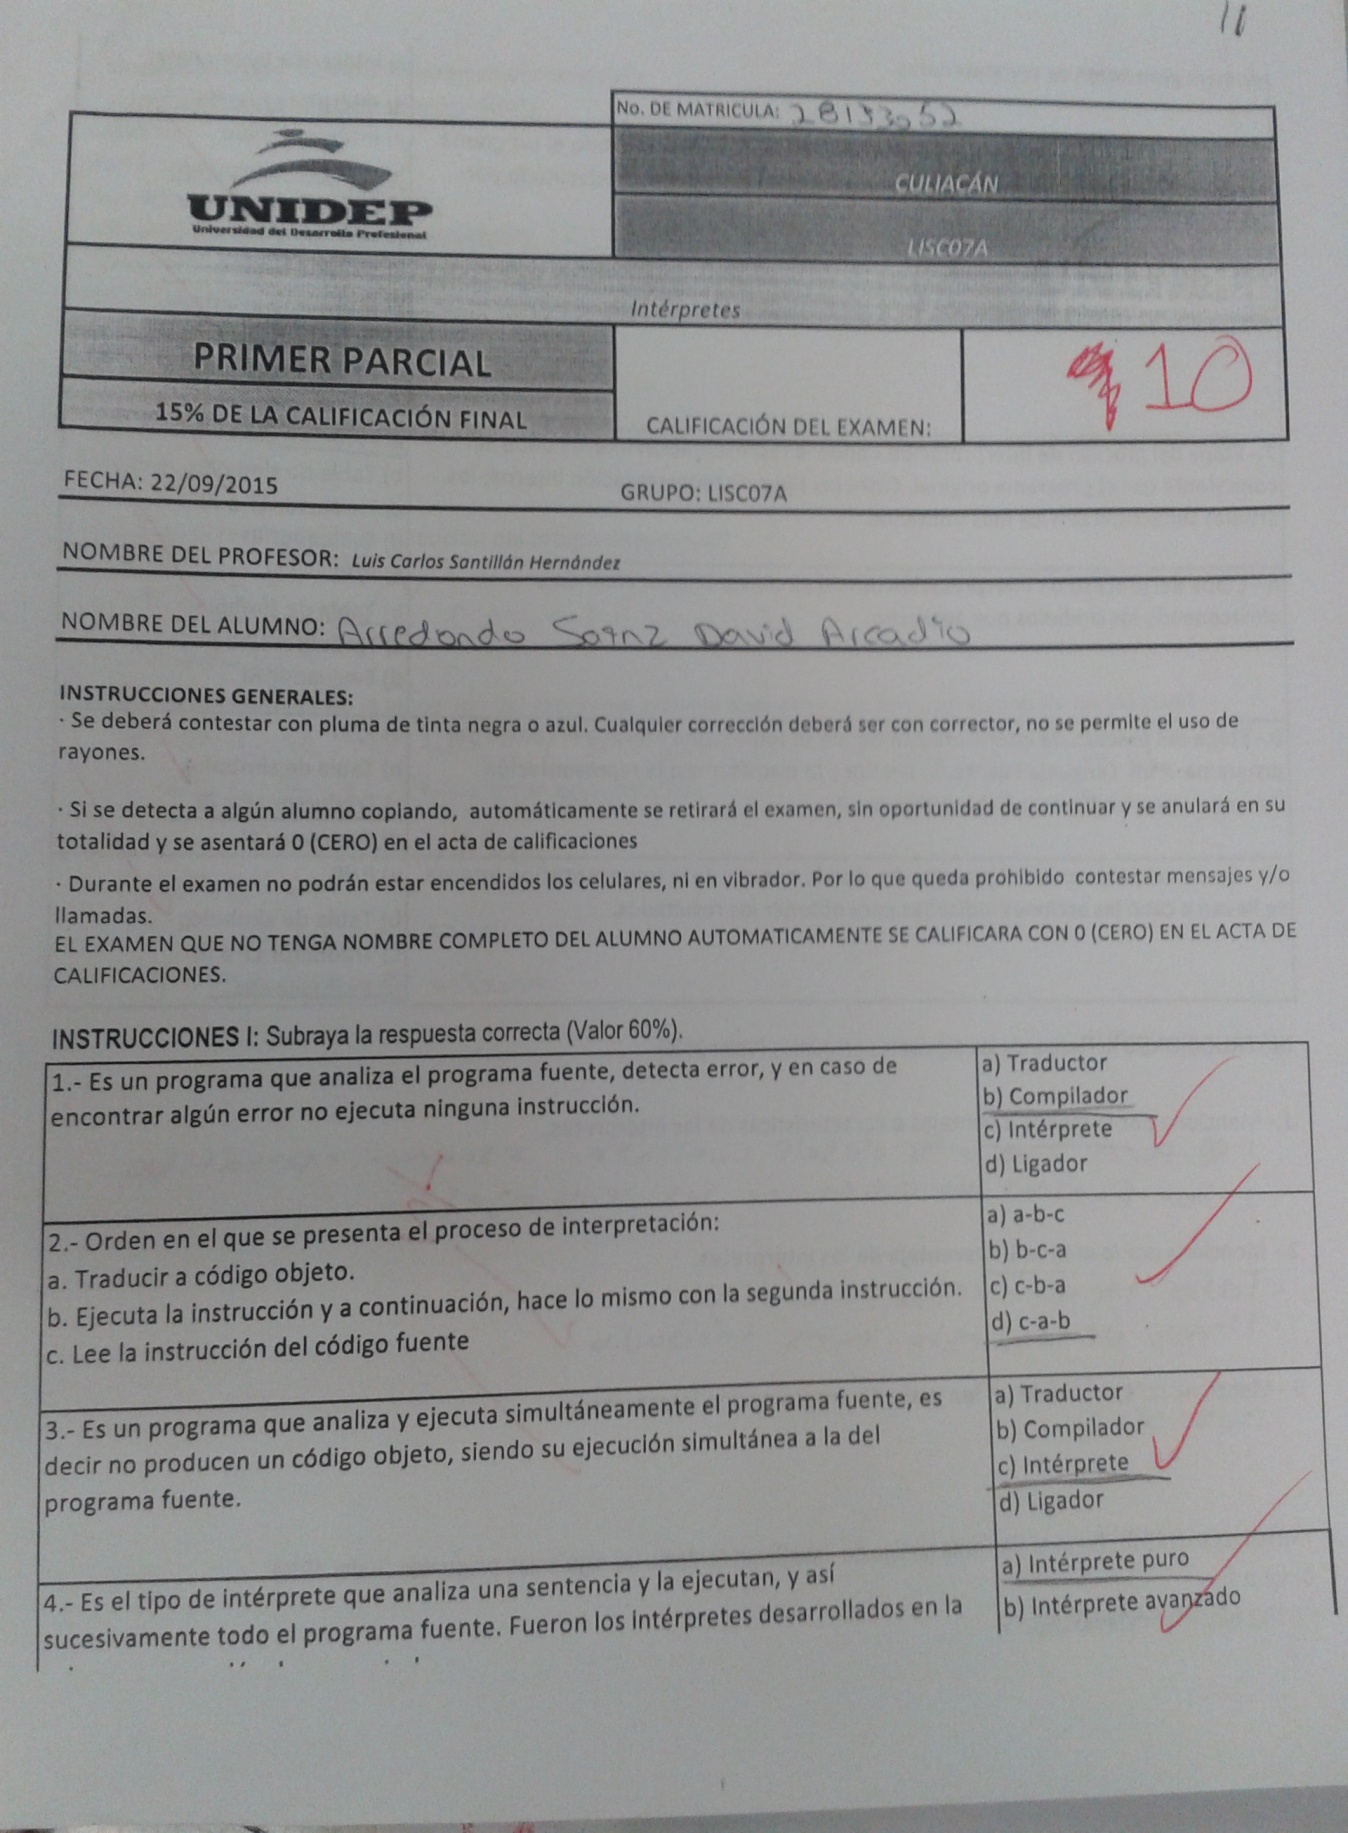 11
No. DE MATRICULA: 28133052
UNIDEP
Universidad del Desarrollo Profesional
CULIACÁN
LISC07A
Intérpretes
PRIMER PARCIAL
15% DE LA CALIFICACIÓN FINAL
CALIFICACIÓN DEL EXAMEN:
10
FECHA: 22/09/2015 GRUPO: LISC07A
NOMBRE DEL PROFESOR: Luis Carlos Santillán Hernández
NOMBRE DEL ALUMNO: Arredondo Sainz David Arcadio
INSTRUCCIONES GENERALES:
· Se deberá contestar con pluma de tinta negra o azul. Cualquier corrección deberá ser con corrector, no se permite el uso de
rayones.
· Si se detecta a algún alumno copiando, automáticamente se retirará el examen, sin oportunidad de continuar y se anulará en su
totalidad y se asentará 0 (CERO) en el acta de calificaciones
· Durante el examen no podrán estar encendidos los celulares, ni en vibrador. Por lo que queda prohibido contestar mensajes y/o
llamadas.
EL EXAMEN QUE NO TENGA NOMBRE COMPLETO DEL ALUMNO AUTOMATICAMENTE SE CALIFICARA CON 0 (CERO) EN EL ACTA DE
CALIFICACIONES.
INSTRUCCIONES I: Subraya la respuesta correcta (Valor 60%).
1.- Es un programa que analiza el programa fuente, detecta error, y en caso de
encontrar algún error no ejecuta ninguna instrucción.
a) Traductor
b) Compilador
c) Intérprete
d) Ligador
2.- Orden en el que se presenta el proceso de interpretación:
a. Traducir a código objeto.
b. Ejecuta la instrucción y a continuación, hace lo mismo con la segunda instrucción.
c. Lee la instrucción del código fuente
a) a-b-c
b) b-c-a
c) c-b-a
d) c-a-b
3.- Es un programa que analiza y ejecuta simultáneamente el programa fuente, es
decir no producen un código objeto, siendo su ejecución simultánea a la del
programa fuente.
a) Traductor
b) Compilador
c) Intérprete
d) Ligador
4.- Es el tipo de intérprete que analiza una sentencia y la ejecutan, y así
sucesivamente todo el programa fuente. Fueron los intérpretes desarrollados en la
a) Intérprete puro
b) Intérprete avanzado